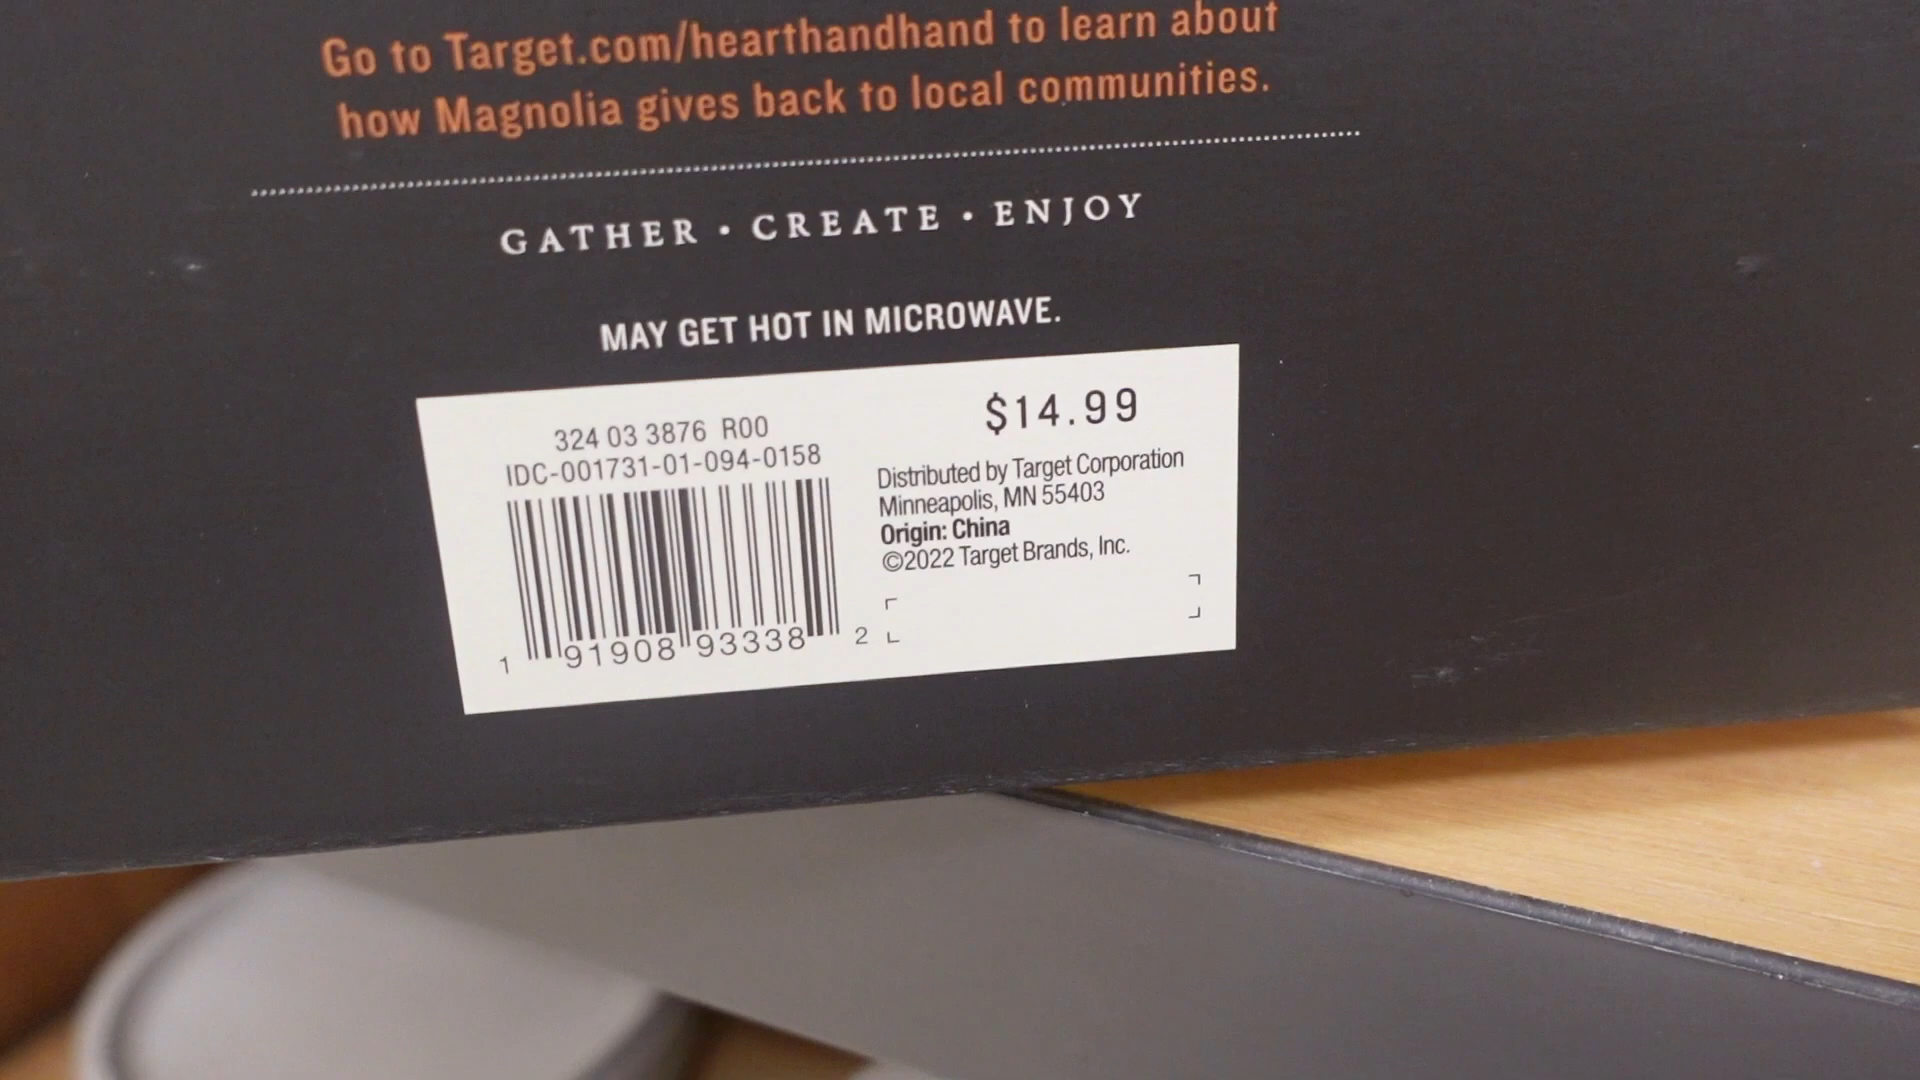 Go to Target.com/hearthandhand to learn about
how Magnolia gives back to local communities.
GATHER • CREATE • ENJOY
MAY GET HOT IN MICROWAVE.
324 03 3876 R00
IDC-001731-01-094-0158
1 91908 93338 2
$14.99
Distributed by Target Corporation
Minneapolis, MN 55403
Origin: China
©2022 Target Brands, Inc.